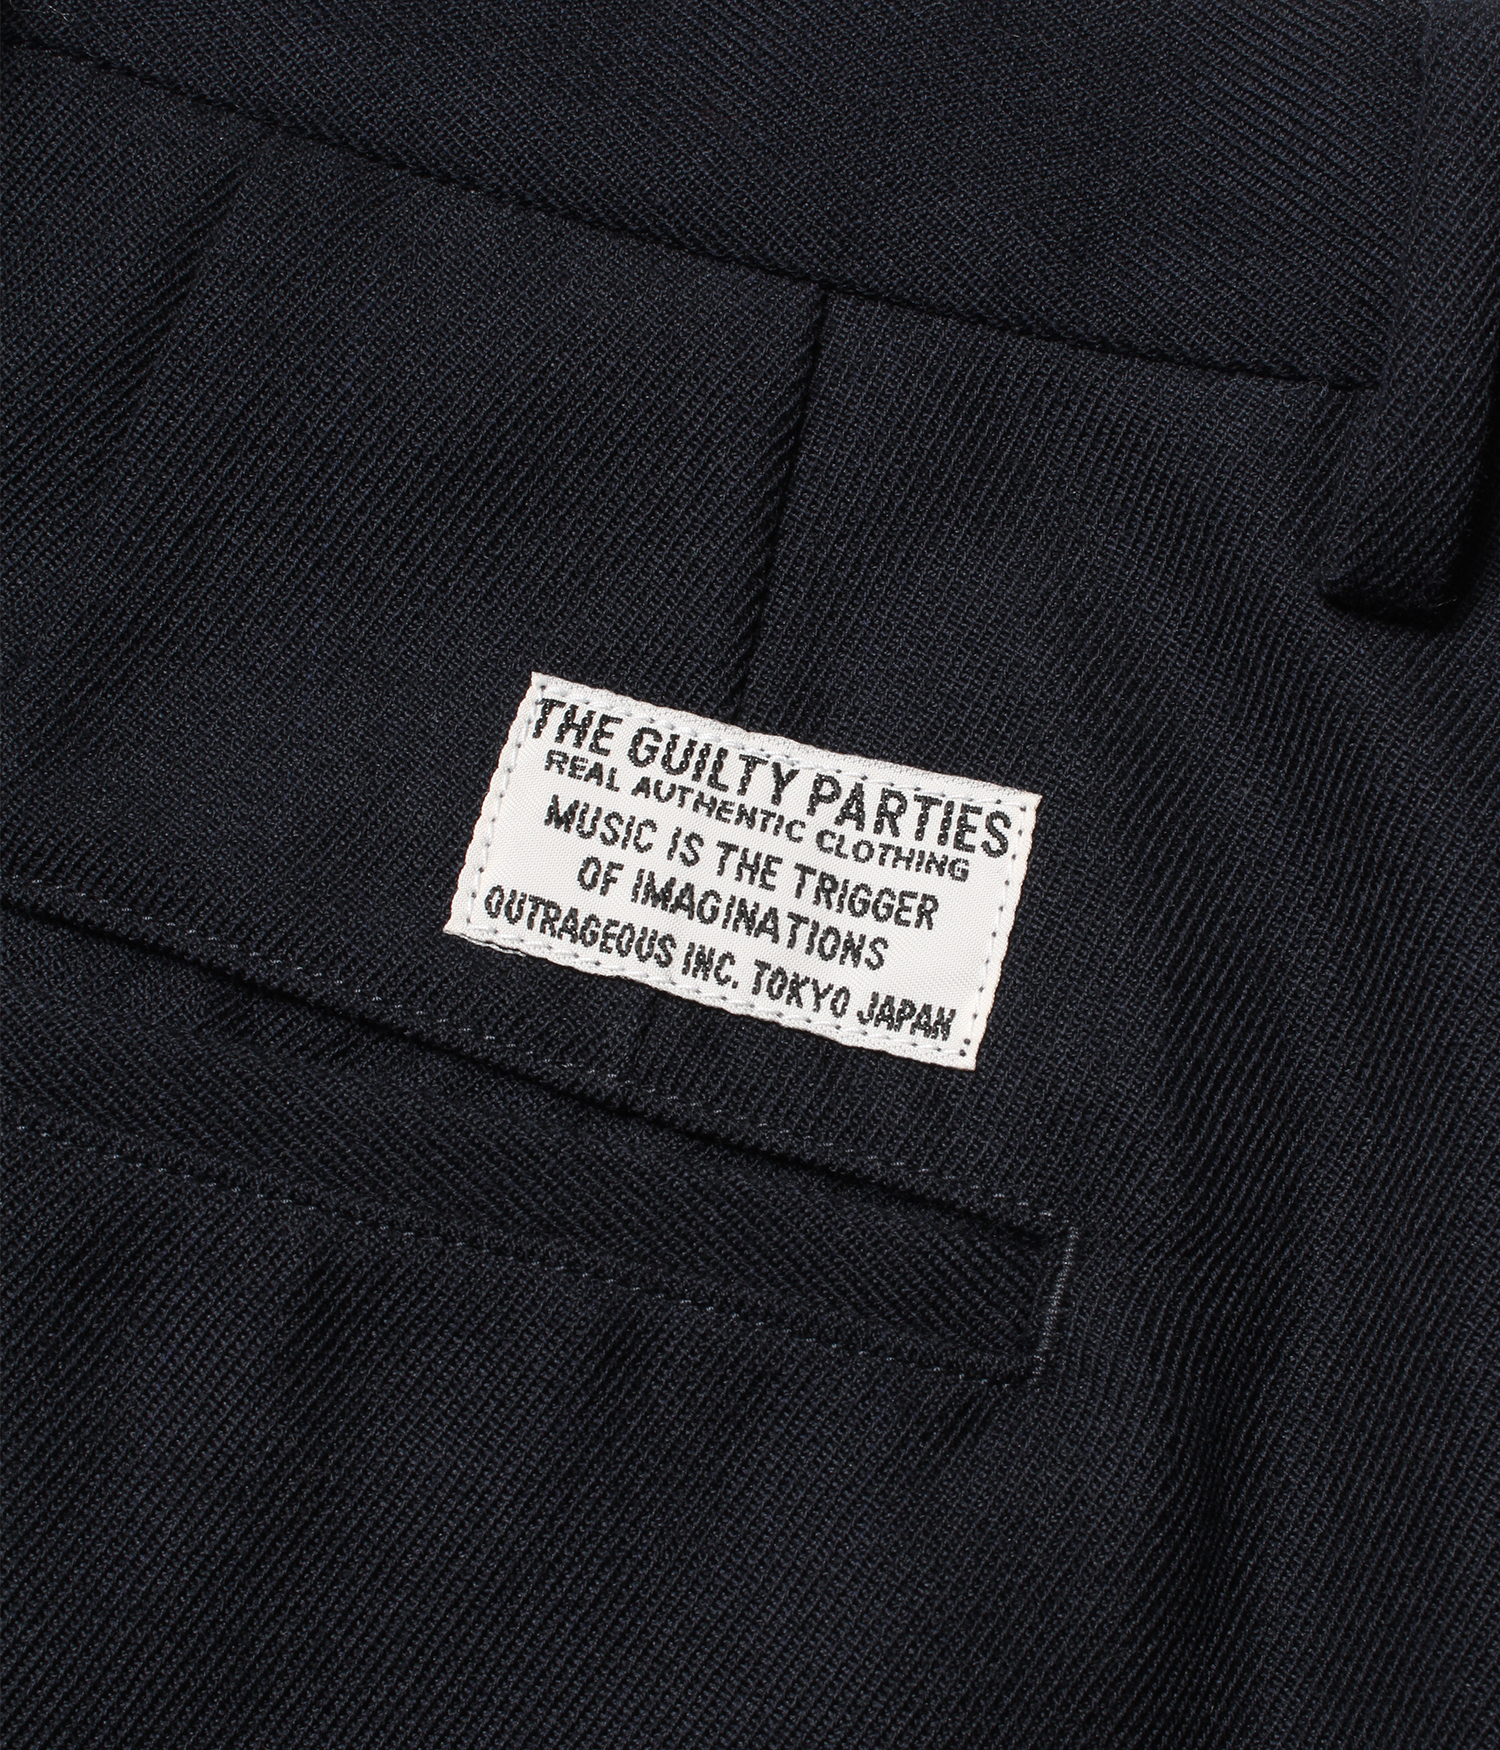 THE GUILTY PARTIES
REAL AUTHENTIC CLOTHING
MUSIC IS THE TRIGGER
OF IMAGINATIONS
OUTRAGEOUS INC. TOKYO JAPAN